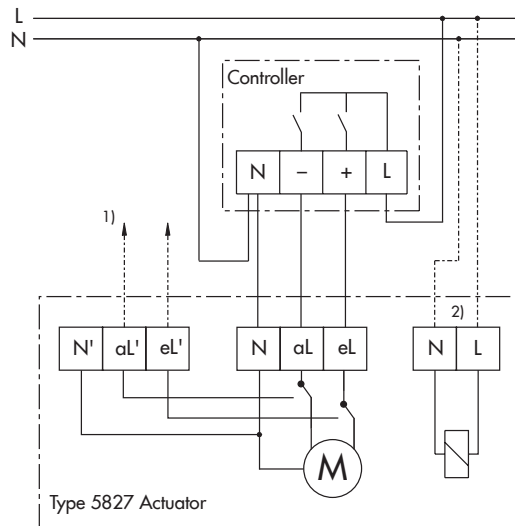 L
N
Controller
N – + L
1)
2)
N' aL' eL' N aL eL N L
M
Type 5827 Actuator